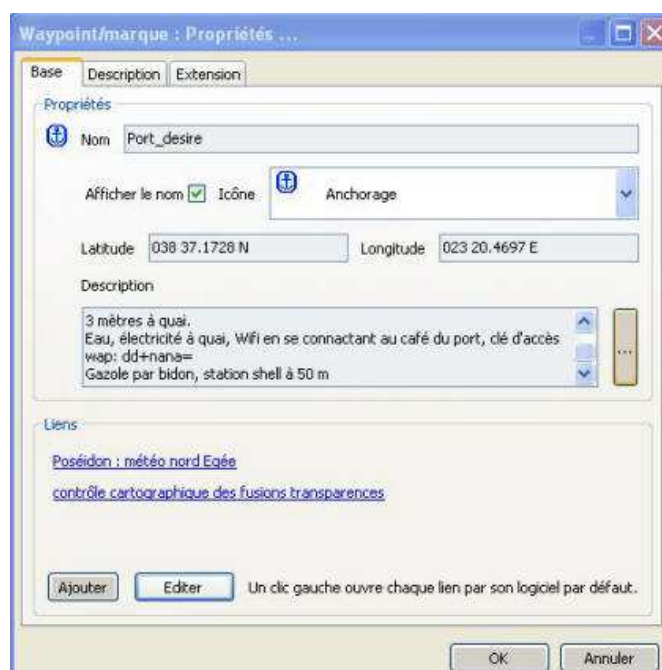 Waypoint/marque : Propriétés ...
Base Description Extension
Propriétés
Nom Port_desire
Afficher le nom Icône Anchorage
Latitude 038 37.1728 N Longitude 023 20.4697 E
Description
3 mètres à quai.
Eau, électricité à quai, Wifi en se connactant au café du port, clé d'accès
wap: dd+nana=
Gazole par bidon, station shell à 50 m
...
Liens
Poséidon : météo nord Egée
contrôle cartographique des fusions transparences
Ajouter Editer Un clic gauche ouvre chaque lien par son logiciel par défaut.
OK Annuler